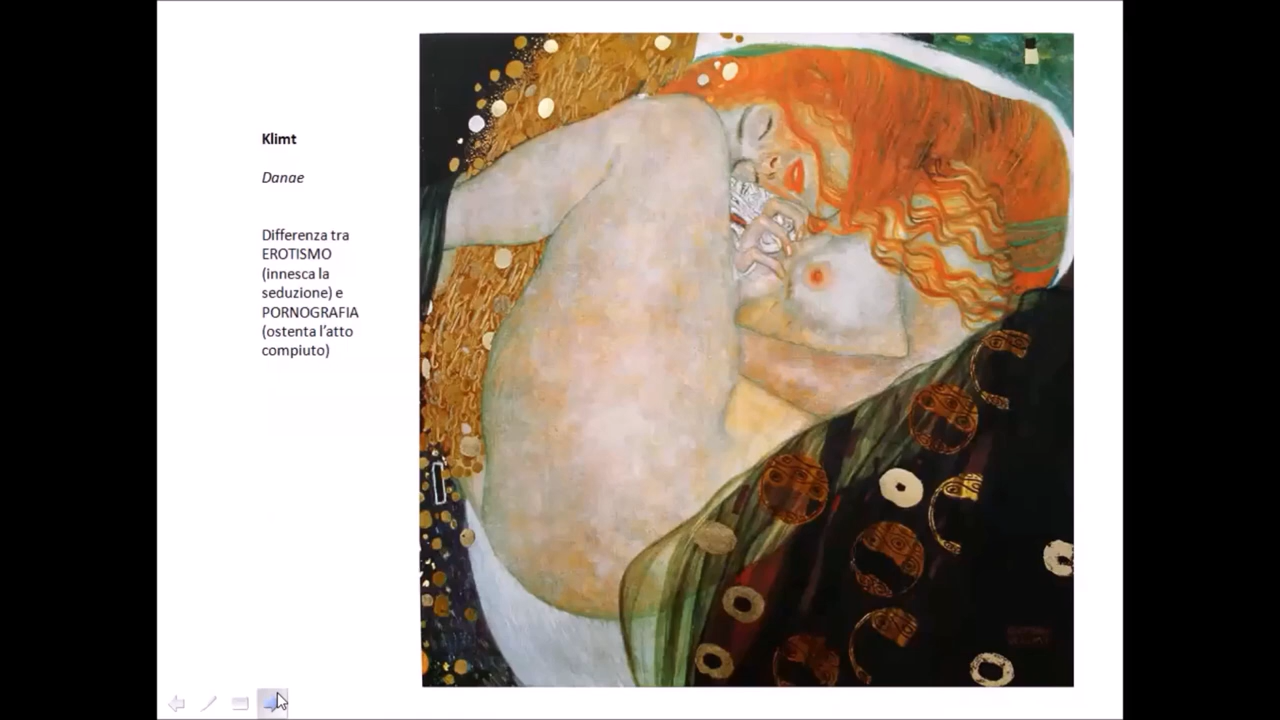 Klimt
Danae
Differenza tra
EROTISMO
(innesca la
seduzione) e
PORNOGRAFIA
(ostenta l'atto
compiuto)